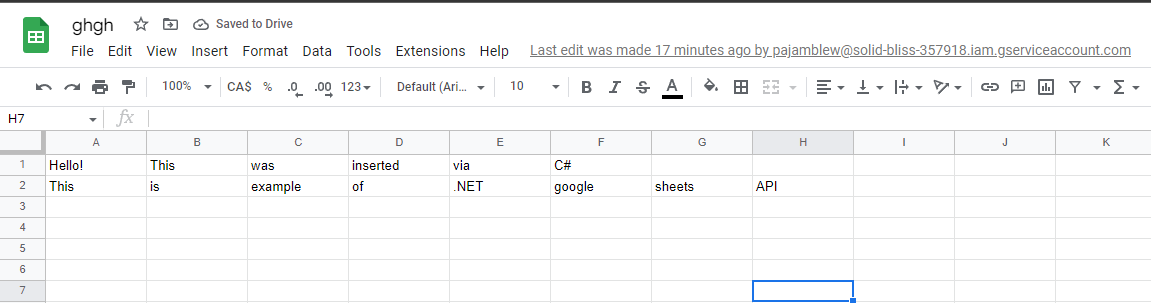 ghgh Saved to Drive
File Edit View Insert Format Data Tools Extensions Help Last edit was made 17 minutes ago by pajamblew@solid-bliss-357918.iam.gserviceaccount.com
100% CA$ % .0 .00 123 Default (Ari... 10 B I S A
H7 fx
A B C D E F G H I J K
1 Hello! This was inserted via C#
2 This is example of .NET google sheets API
3
4
5
6
7